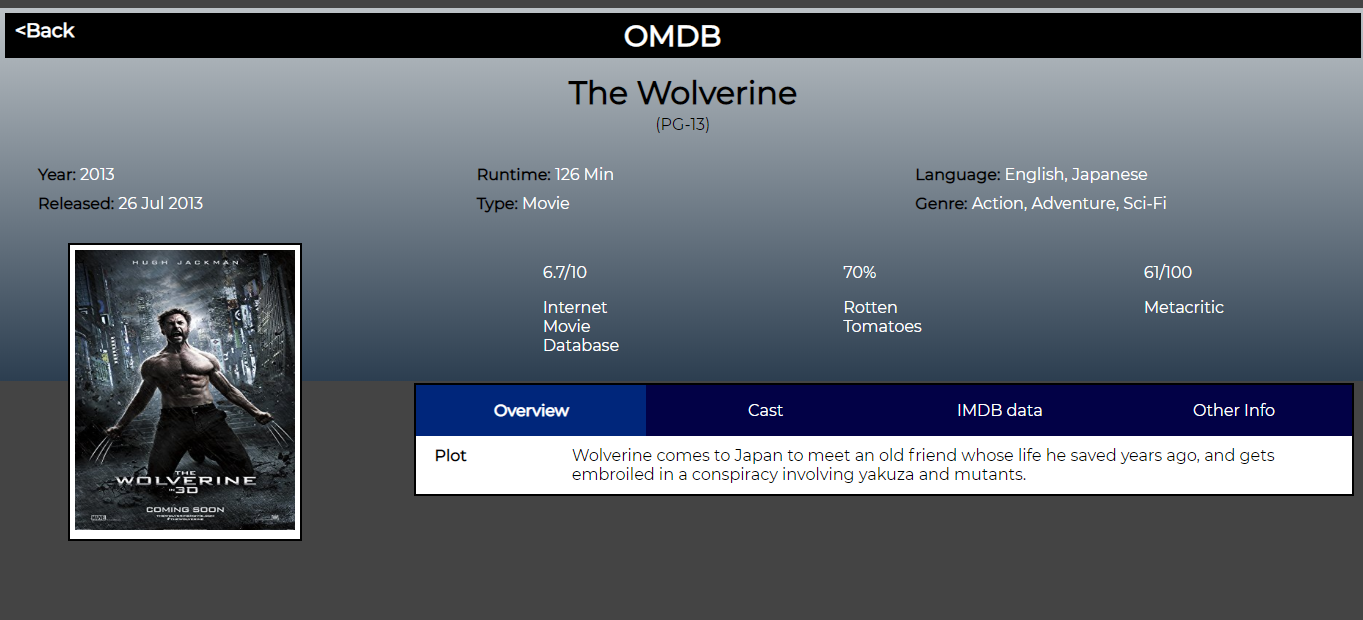 <Back
OMDB
The Wolverine
(PG-13)
Year: 2013
Runtime: 126 Min
Language: English, Japanese
Released: 26 Jul 2013
Type: Movie
Genre: Action, Adventure, Sci-Fi
HUGH JACKMAN
THE
WOLVERINE
IN 3D
COMING SOON
6.7/10
Internet
Movie
Database
70%
Rotten
Tomatoes
61/100
Metacritic
Overview
Cast
IMDB data
Other Info
Plot
Wolverine comes to Japan to meet an old friend whose life he saved years ago, and gets
embroiled in a conspiracy involving yakuza and mutants.